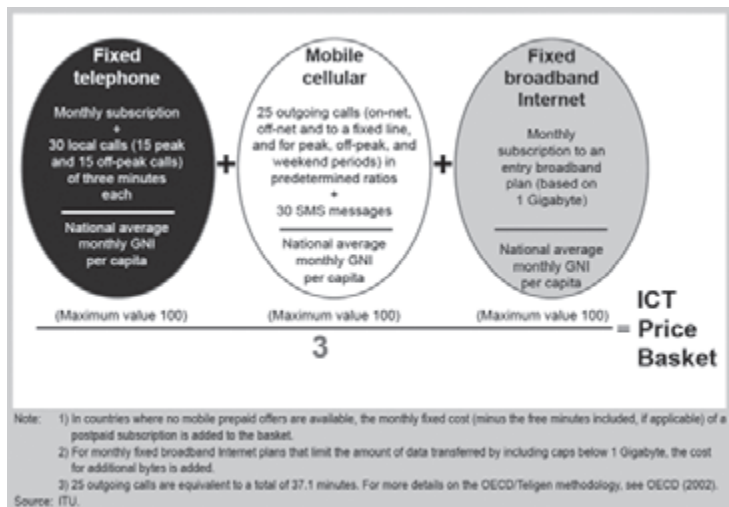 Fixed
telephone
Monthly subscription
+
30 local calls (15 peak
and 15 off-peak calls)
of three minutes
each
National average
monthly GNI
per capita
(Maximum value 100)
+
Mobile
cellular
25 outgoing calls (on-net,
off-net and to a fixed line,
and for peak, off-peak, and
weekend periods) in
predetermined ratios
+
30 SMS messages
National average
monthly GNI
per capita
(Maximum value 100)
+
Fixed
broadband
Internet
Monthly
subscription to an
entry broadband
plan (based on
1 Gigabyte)
National average
monthly GNI
per capita
(Maximum value 100)
3
=
ICT
Price
Basket
Note: 1) In countries where no mobile prepaid offers are available, the monthly fixed cost (minus the free minutes included, if applicable) of a
postpaid subscription is added to the basket.
2) For monthly fixed broadband Internet plans that limit the amount of data transferred by including caps below 1 Gigabyte, the cost
for additional bytes is added.
3) 25 outgoing calls are equivalent to a total of 37.1 minutes. For more details on the OECD/Teligen methodology, see OECD (2002).
Source: ITU.